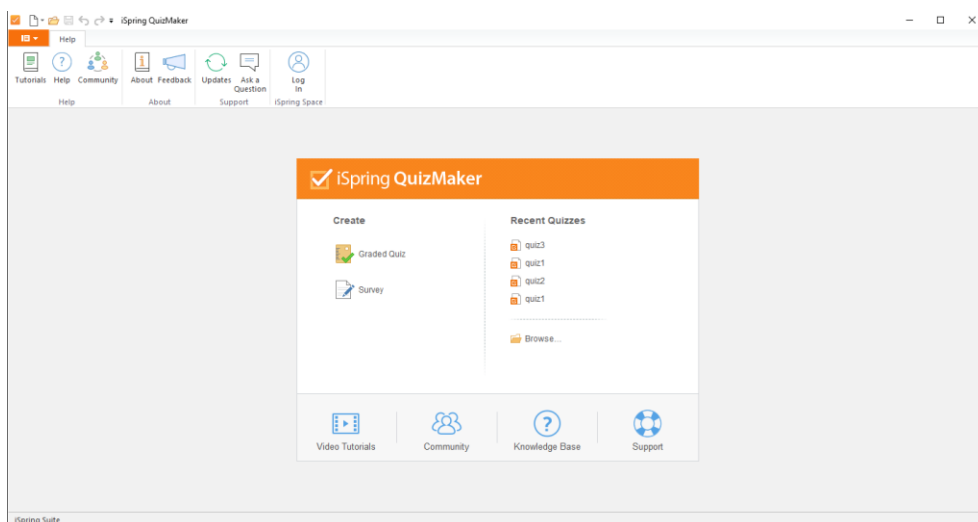 iSpring QuizMaker
Help
Tutorials Help Community About Feedback Updates Ask a Question Log In
Help About Support iSpring Space
iSpring QuizMaker
Create
Graded Quiz
Survey
Recent Quizzes
quiz3
quiz1
quiz2
quiz1
Browse...
Video Tutorials Community Knowledge Base Support
iSpring Suite